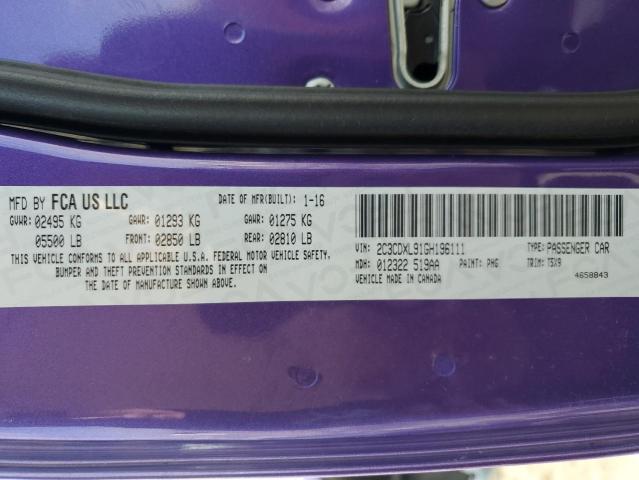 MFD BY FCA US LLC DATE OF MFR(BUILT): 1-16
GVWR: 02495 KG GAWR: 01293 KG GAWR: 01275 KG
05500 LB FRONT: 02850 LB REAR: 02810 LB
THIS VEHICLE CONFORMS TO ALL APPLICABLE U.S.A. FEDERAL MOTOR VEHICLE SAFETY,
BUMPER AND THEFT PREVENTION STANDARDS IN EFFECT ON
THE DATE OF MANUFACTURE SHOWN ABOVE.
VIN: 2C3CDXL91GH196111 TYPE: PASSENGER CAR
MDH: 012322 519AA PAINT: PHG TRIM: T5X9
VEHICLE MADE IN CANADA 4658843